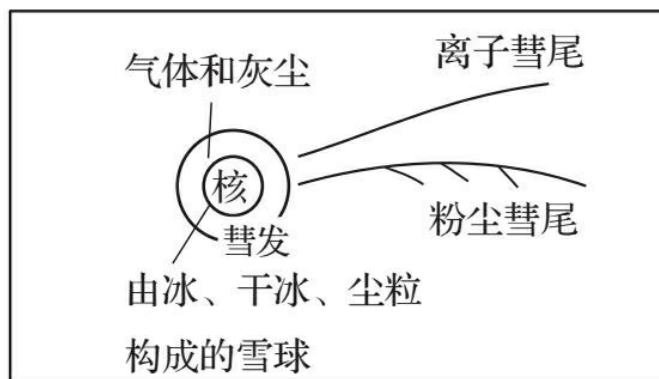 气体和灰尘
离子彗尾
核
彗发
粉尘彗尾
由冰、干冰、尘粒
构成的雪球